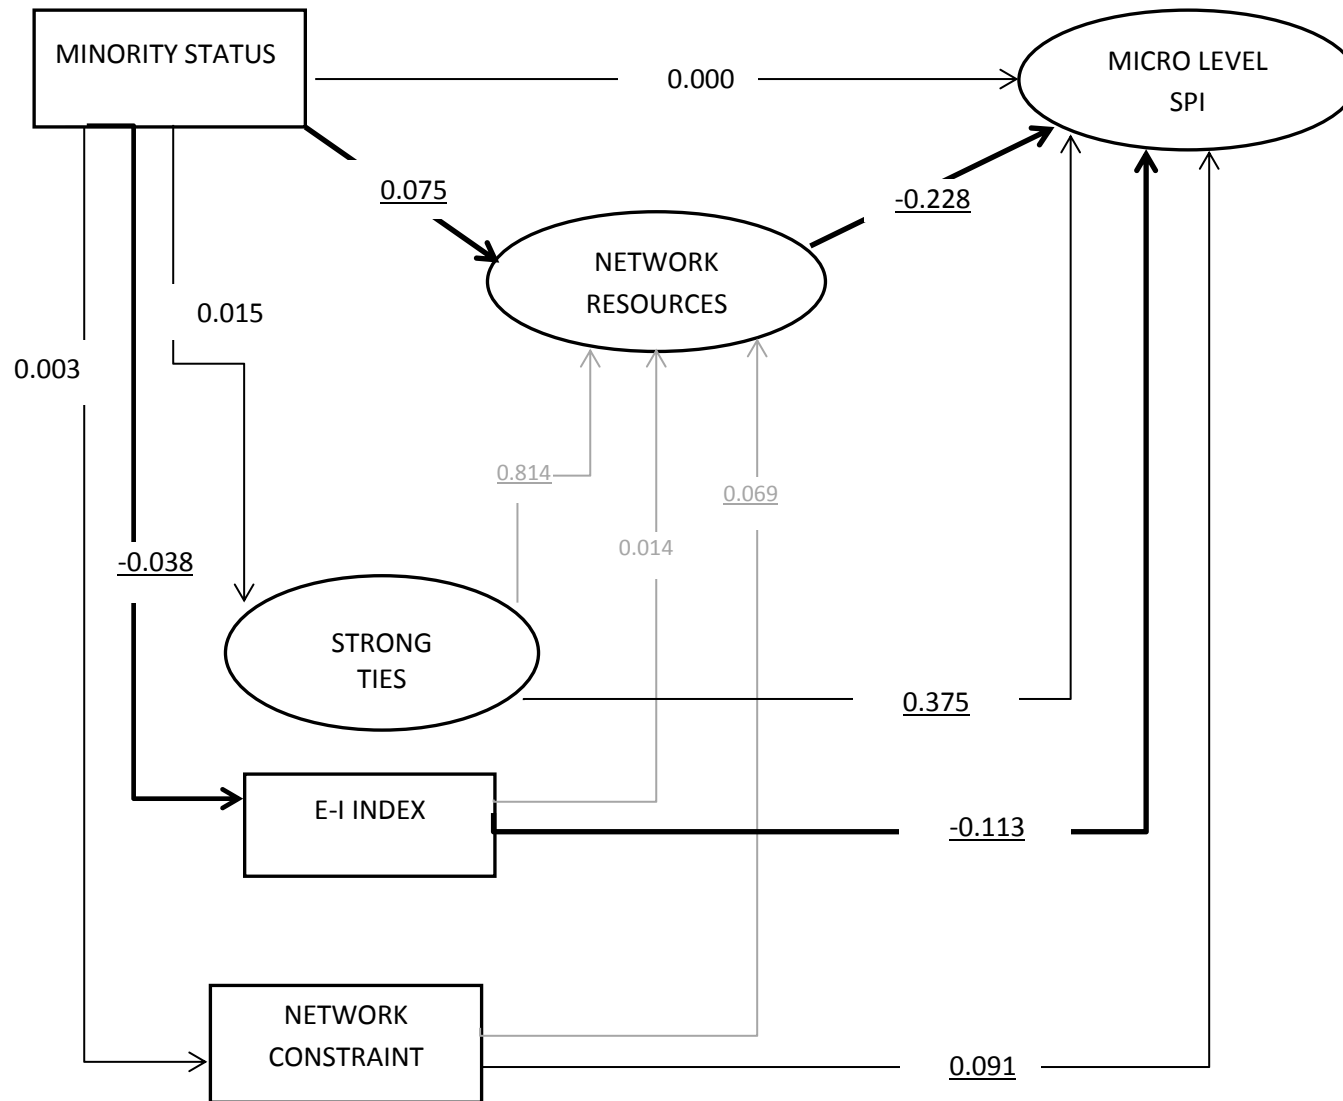 MINORITY STATUS
0.000
MICRO LEVEL
SPI
0.075
-0.228
NETWORK
RESOURCES
0.015
0.003
0.814
0.069
0.014
-0.038
STRONG
TIES
0.375
E-I INDEX
-0.113
NETWORK
CONSTRAINT
0.091